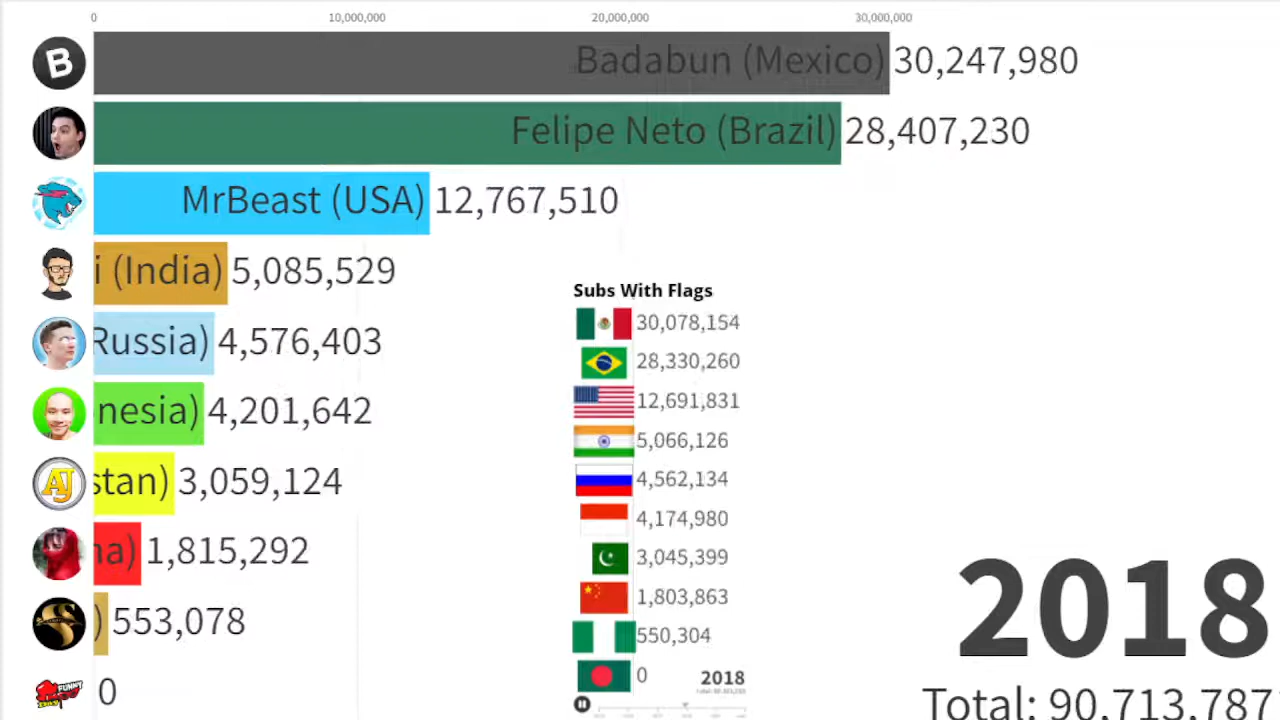 0 10,000,000 20,000,000 30,000,000
B Badabun (Mexico) 30,247,980
Felipe Neto (Brazil) 28,407,230
MrBeast (USA) 12,767,510
i (India) 5,085,529
Russia) 4,576,403
nesia) 4,201,642
AJ stan) 3,059,124
na) 1,815,292
) 553,078
FUNNY 0
Subs With Flags
30,078,154
28,330,260
12,691,831
5,066,126
4,562,134
4,174,980
3,045,399
1,803,863
550,304
0
2018
2018
Total: 90,713,787